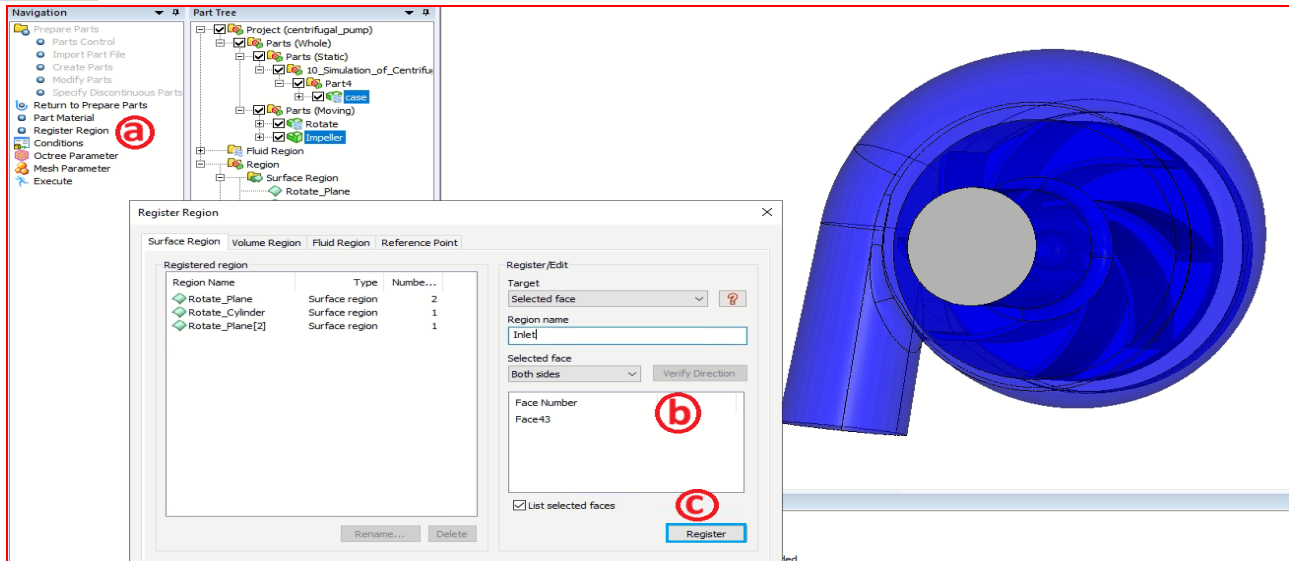 Navigation
Prepare Parts
Parts Control
Import Part File
Create Parts
Modify Parts
Specify Discontinuous Parts
Return to Prepare Parts
Part Material
Register Region
a
Conditions
Octree Parameter
Mesh Parameter
Execute
Part Tree
Project (centrifugal_pump)
Parts (Whole)
Parts (Static)
10_Simulation_of_Centrifu
Part4
case
Parts (Moving)
Rotate
Impeller
Fluid Region
Region
Surface Region
Rotate_Plane
Register Region
Surface Region Volume Region Fluid Region Reference Point
Registered region
Region Name Type Numbe...
Rotate_Plane Surface region 2
Rotate_Cylinder Surface region 1
Rotate_Plane[2] Surface region 1
Rename... Delete
Register/Edit
Target
Selected face ?
Region name
Inlet
Selected face
Both sides Verify Direction
Face Number
b
Face43
List selected faces
c
Register